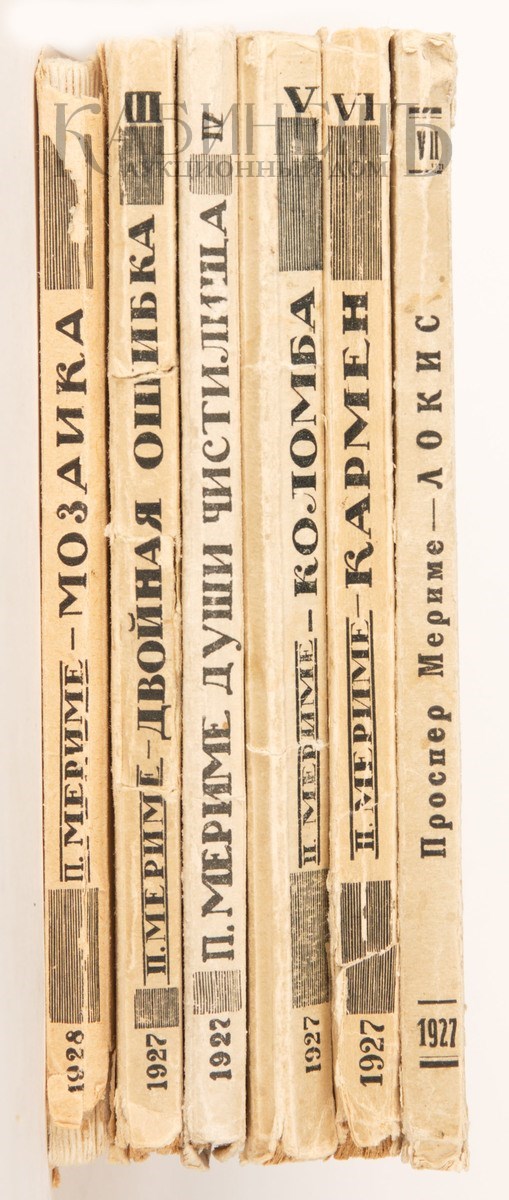 КАБИНЕТЪ
АУКЦИОННЫЙ ДОМ
П. МЕРИМЕ – МОЗАИКА
1928
III
П. МЕРИМЕ – ДВОЙНАЯ ОШИБКА
1927
IV
П. МЕРИМЕ ДУШИ ЧИСТИЛИЩА
1927
V
П. МЕРИМЕ – КОЛОМБА
1927
VI
П. МЕРИМЕ – КАРМЕН
1927
VII
Проспер Мериме — ЛОКИС
1927